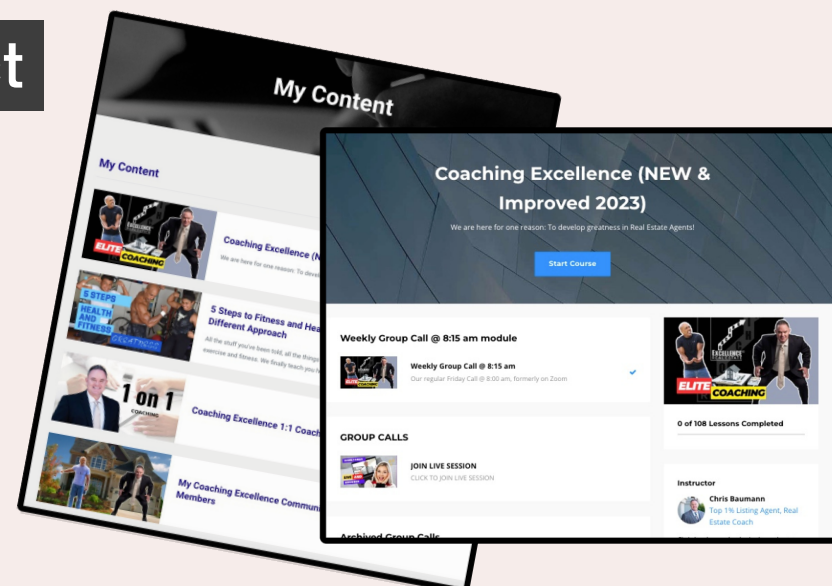 t
My Content
My Content
EXCELLENCE
ELITE
COACHING
Coaching Excellence (N
We are here for one reason: To devel
5 STEPS
HEALTH
AND
FITNESS
GREATNESS
5 Steps to Fitness and Hea
Different Approach
All the stuff you've been told, all the things
exercise and fitness. We finally teach you h
1 on 1
COACHING
Coaching Excellence 1:1 Coach
My Coaching Excellence Commun
Members
Coaching Excellence (NEW &
Improved 2023)
We are here for one reason: To develop greatness in Real Estate Agents!
Start Course
Weekly Group Call @ 8:15 am module
ELITE
COACHING
Weekly Group Call @ 8:15 am
Our regular Friday Call @ 8:00 am, formerly on Zoom
GROUP CALLS
JOIN LIVE SESSION
CLICK TO JOIN LIVE SESSION
Archived Group Calls
EXCELLENCE
ELITE
COACHING
0 of 108 Lessons Completed
Instructor
Chris Baumann
Top 1% Listing Agent, Real
Estate Coach